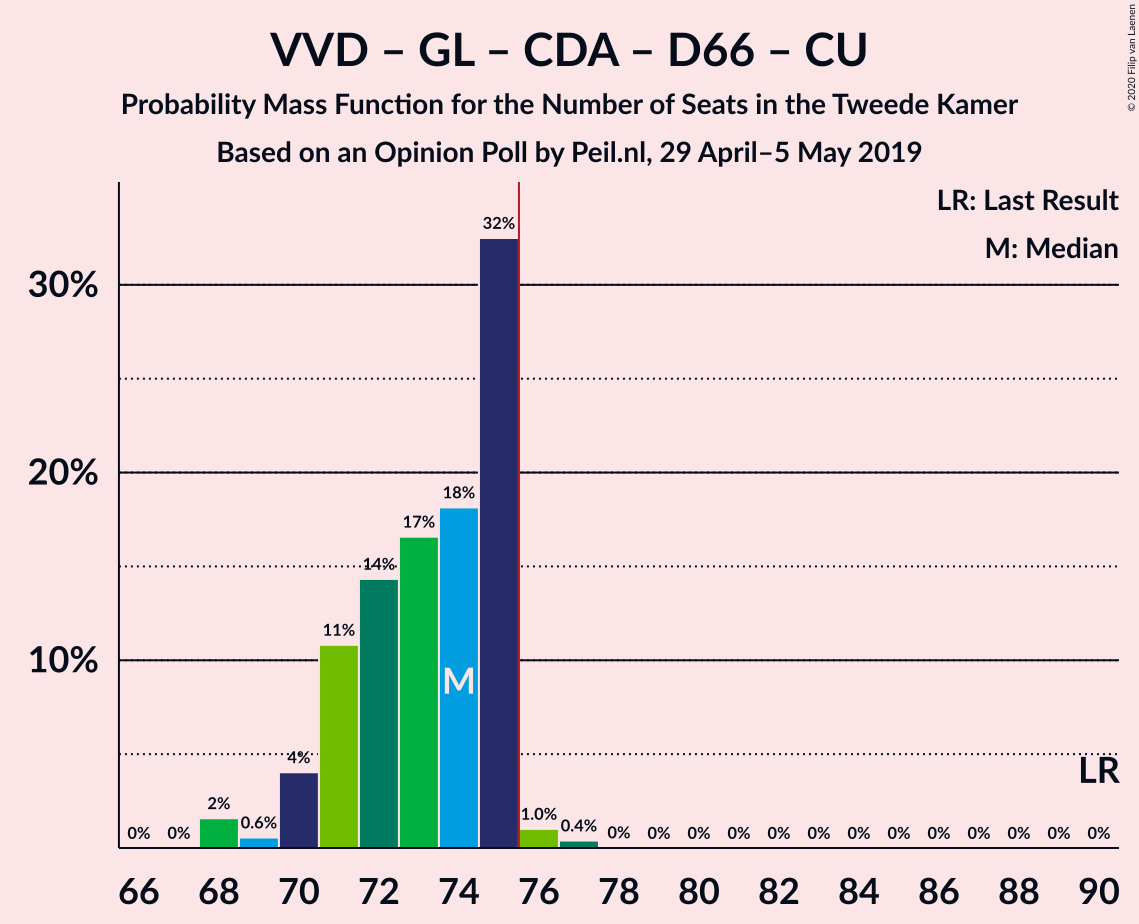 VVD – GL – CDA – D66 – CU
Probability Mass Function for the Number of Seats in the Tweede Kamer
Based on an Opinion Poll by Peil.nl, 29 April–5 May 2019
© 2020 Filip van Laenen
LR: Last Result
M: Median
30%
20%
10%
0% 0% 2% 0.6% 4% 11% 14% 17% 18% 32% 1.0% 0.4% 0% 0% 0% 0% 0% 0% 0% 0% 0% 0% 0% 0% 0%
M
LR
66 68 70 72 74 76 78 80 82 84 86 88 90